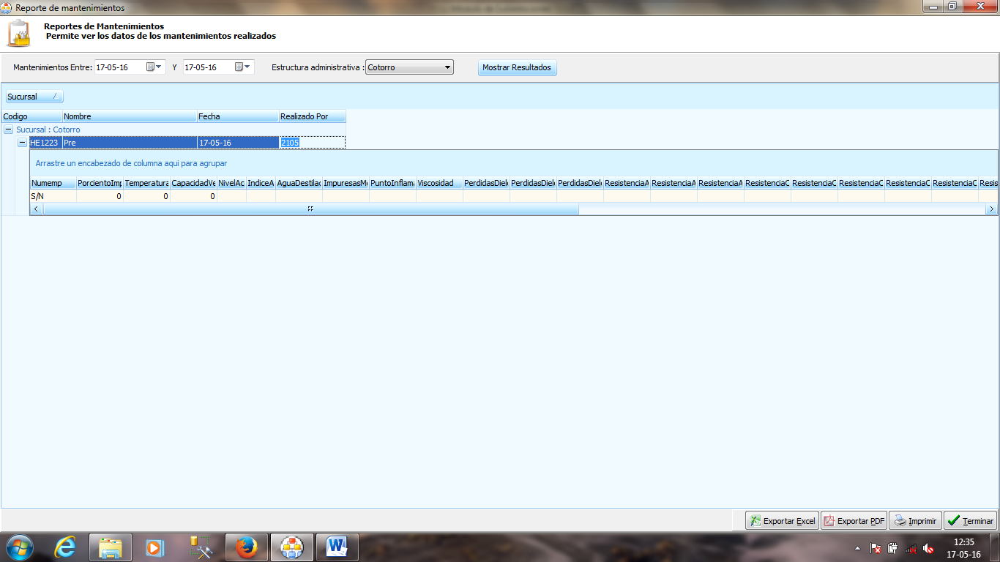 Reporte de mantenimientos
Reportes de Mantenimientos
Permite ver los datos de los mantenimientos realizados
Mantenimientos Entre: 17-05-16 Y 17-05-16 Estructura administrativa : Cotorro Mostrar Resultados
Sucursal
Codigo Nombre Fecha Realizado Por
Sucursal : Cotorro
HE1223 Pre 17-05-16 2105
Arrastre un encabezado de columna aqui para agrupar
Numemp PorcientoImp Temperatura CapacidadVe NivelAc IndiceA AguaDestilac ImpuresasMe PuntoInflama Viscosidad PerdidasDiele PerdidasDiele PerdidasDiele ResistenciaA ResistenciaA ResistenciaA ResistenciaC ResistenciaC ResistenciaC ResistenciaC ResistenciaC Resis
S/N 0 0 0
Exportar Excel Exportar PDF Imprimir Terminar
12:35
17-05-16